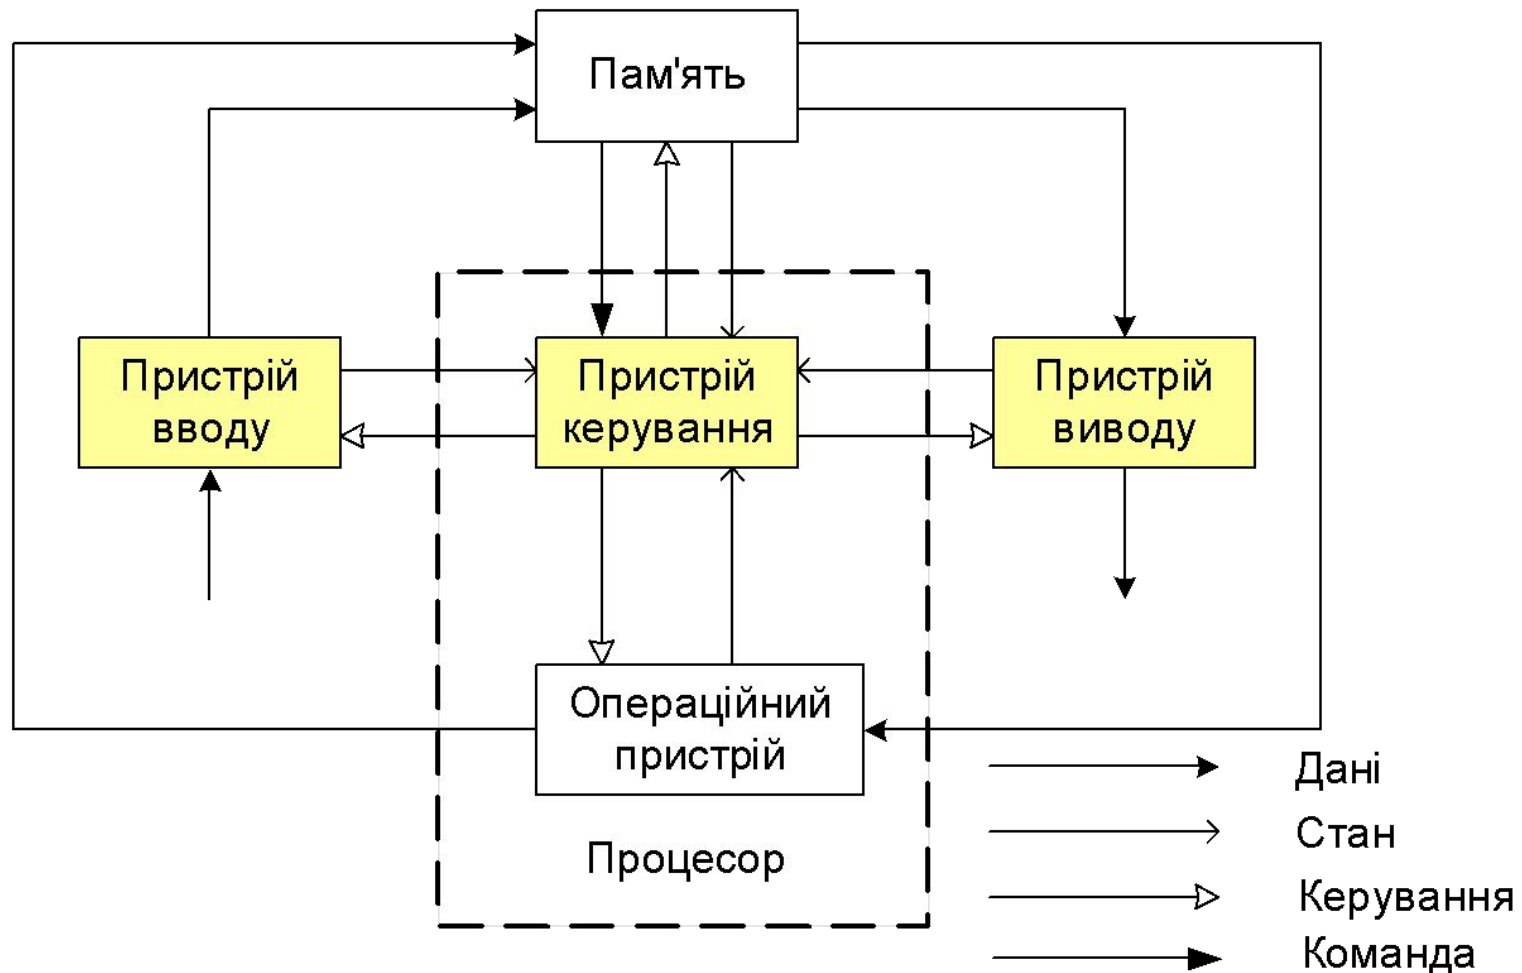 Пам'ять
Пристрій
вводу
Пристрій
керування
Пристрій
виводу
Операційний
пристрій
Процесор
Дані
Стан
Керування
Команда